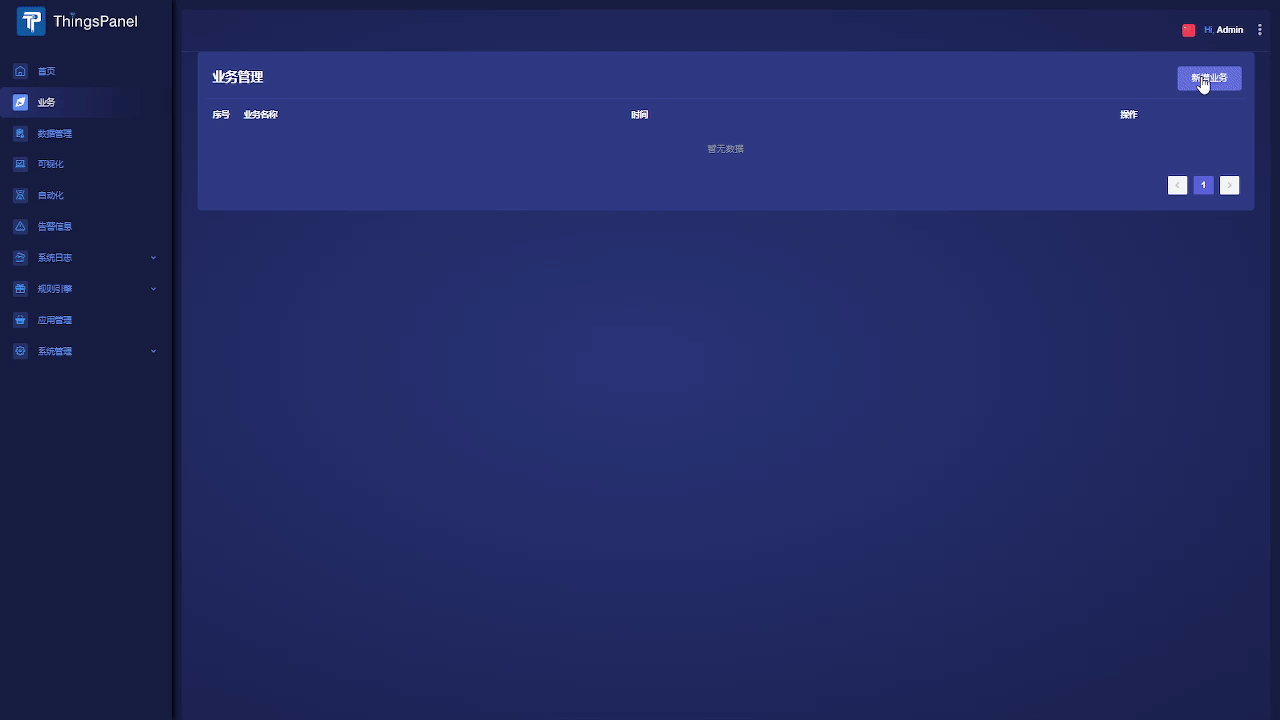 ThingsPanel
Hi, Admin
首页
业务
数据管理
可视化
自动化
告警信息
系统日志
规则引擎
应用管理
系统管理
业务管理
新增业务
序号 业务名称 时间 操作
暂无数据
1